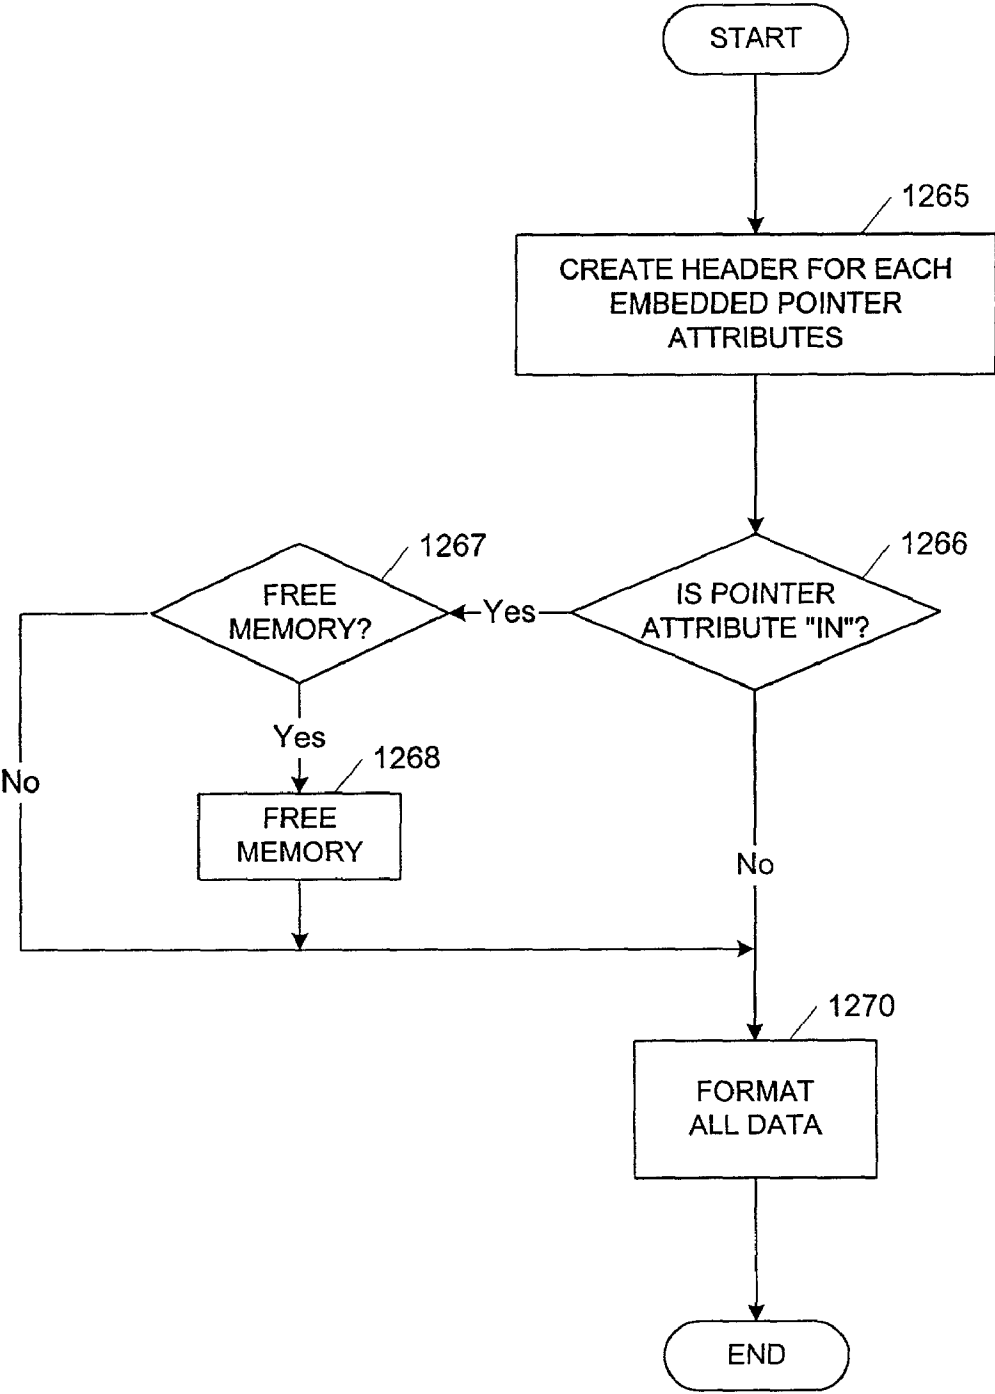 START
1265
CREATE HEADER FOR EACH
EMBEDDED POINTER
ATTRIBUTES
1267
1266
FREE
MEMORY?
Yes
IS POINTER
ATTRIBUTE "IN"?
Yes
1268
No
FREE
MEMORY
No
1270
FORMAT
ALL DATA
END